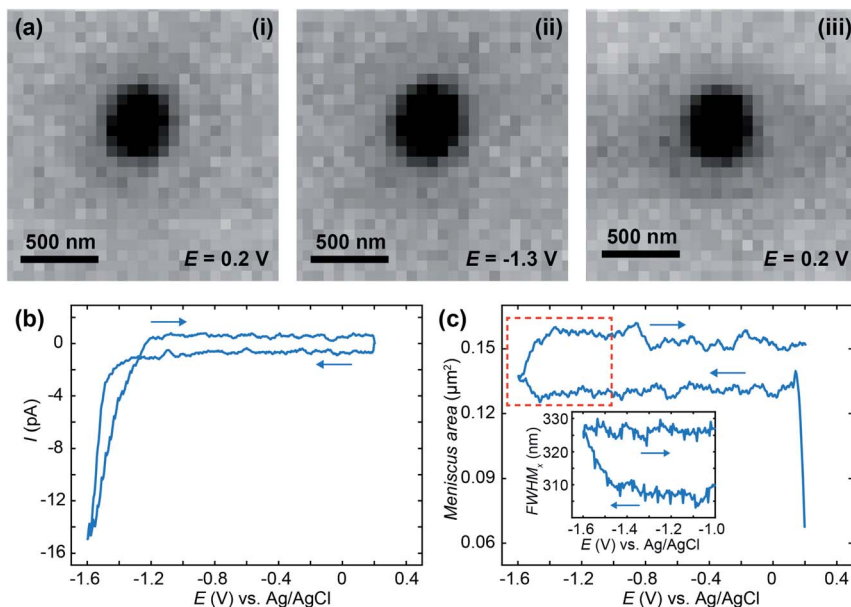 (a) (i) (ii) (iii)
500 nm E = 0.2 V 500 nm E = -1.3 V 500 nm E = 0.2 V
(b) (c)
I (pA)
0
-4
-8
-12
-16
-1.6 -1.2 -0.8 -0.4 0 0.4
E (V) vs. Ag/AgCl
Meniscus area (μm²)
0.15
0.12
0.09
0.06
-1.6 -1.2 -0.8 -0.4 0 0.4
E (V) vs. Ag/AgCl
FWHMₓ (nm)
330
320
310
-1.6 -1.4 -1.2 -1.0
E (V) vs. Ag/AgCl